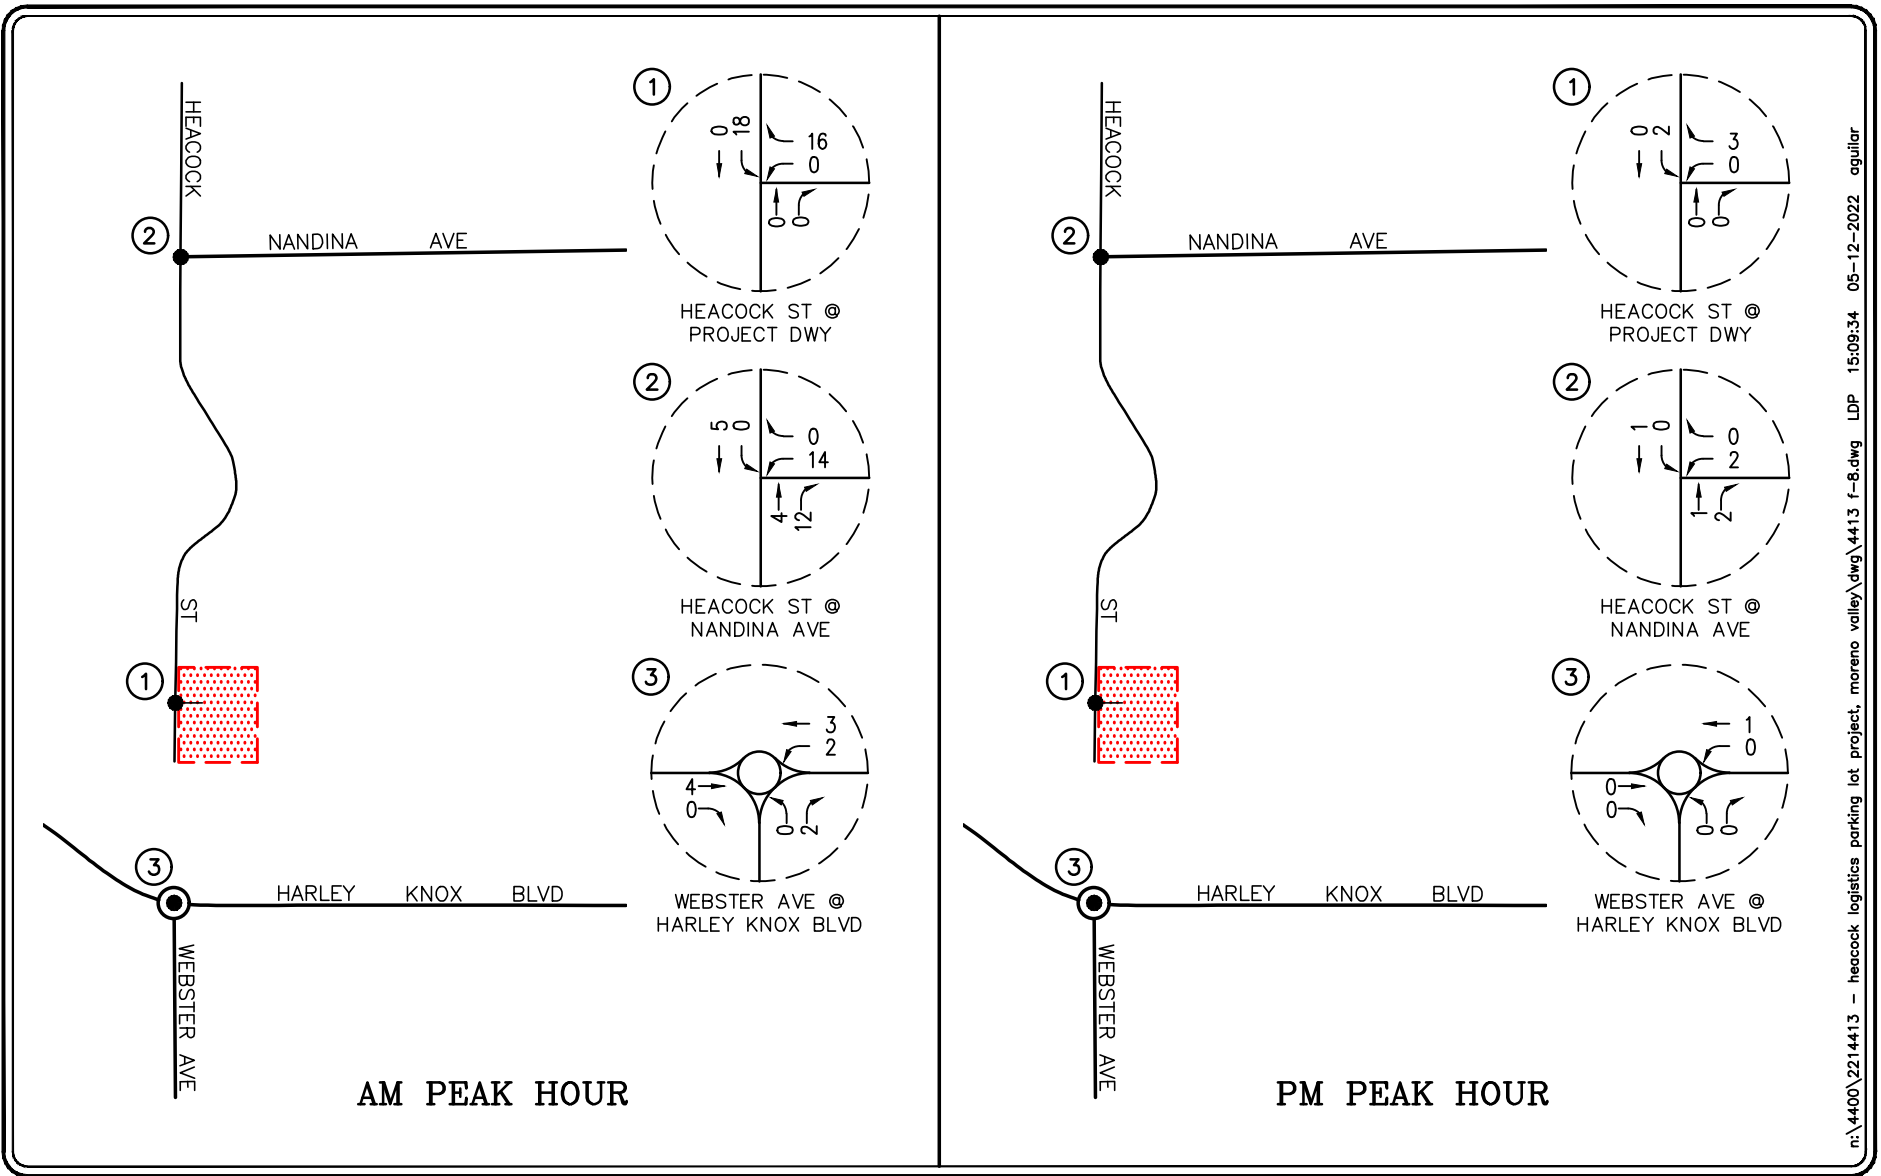 HEACOCK
2
NANDINA AVE
ST
1
3
HARLEY KNOX BLVD
WEBSTER AVE
1
0
18
16
0
0
0
HEACOCK ST @
PROJECT DWY
2
5
0
0
14
4
12
HEACOCK ST @
NANDINA AVE
3
3
2
4
0
0
2
WEBSTER AVE @
HARLEY KNOX BLVD
AM PEAK HOUR
HEACOCK
2
NANDINA AVE
ST
1
3
HARLEY KNOX BLVD
WEBSTER AVE
1
0
2
3
0
0
0
HEACOCK ST @
PROJECT DWY
2
1
0
0
2
1
2
HEACOCK ST @
NANDINA AVE
3
1
0
0
0
0
0
WEBSTER AVE @
HARLEY KNOX BLVD
PM PEAK HOUR
n:\4400\2214413 - heacock logistics parking lot project, moreno valley\dwg\4413 f-8.dwg LDP 15:09:34 05-12-2022 aguilar